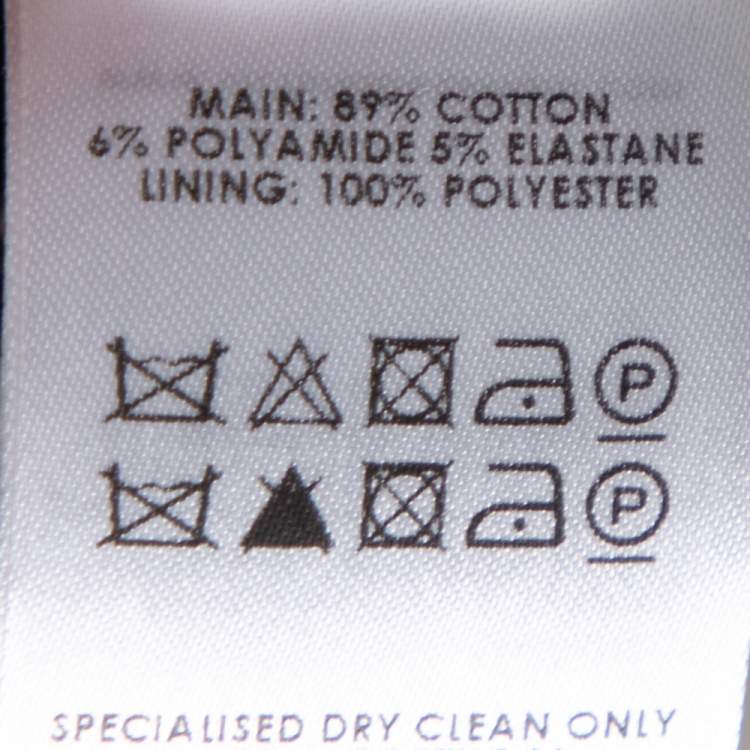 MAIN: 89% COTTON
6% POLYAMIDE 5% ELASTANE
LINING: 100% POLYESTER
P
P
SPECIALISED DRY CLEAN ONLY